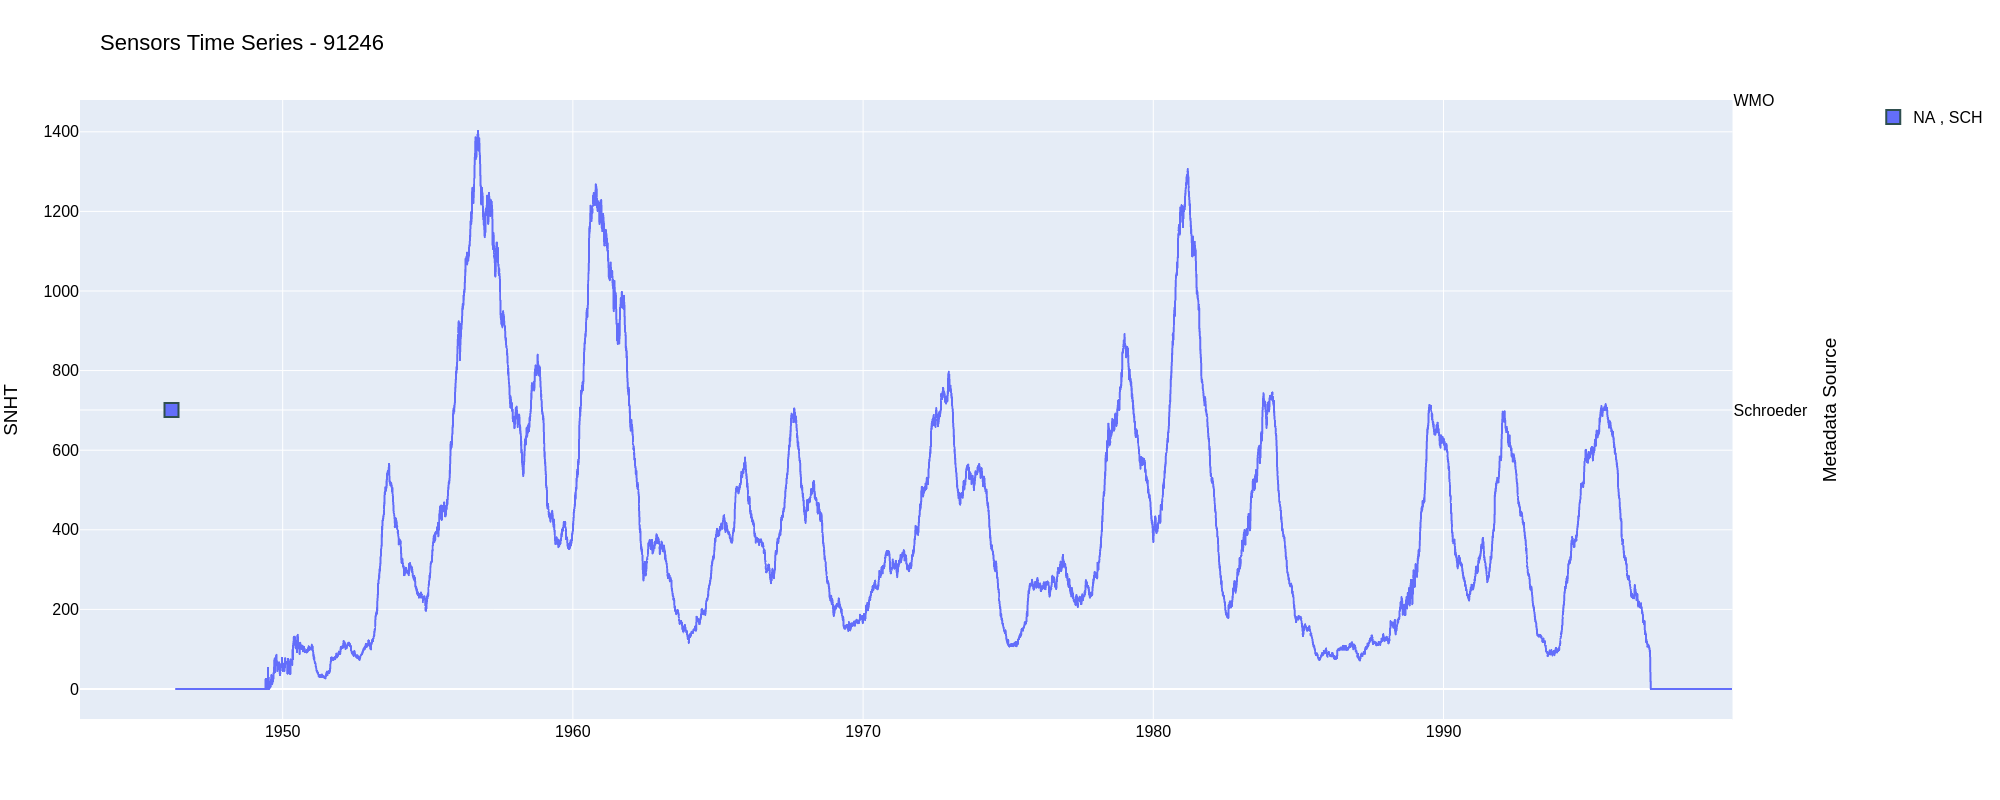 Sensors Time Series - 91246
WMO
NA , SCH
1400
1200
1000
800
600
400
200
0
SNHT
Schroeder
Metadata Source
1950
1960
1970
1980
1990